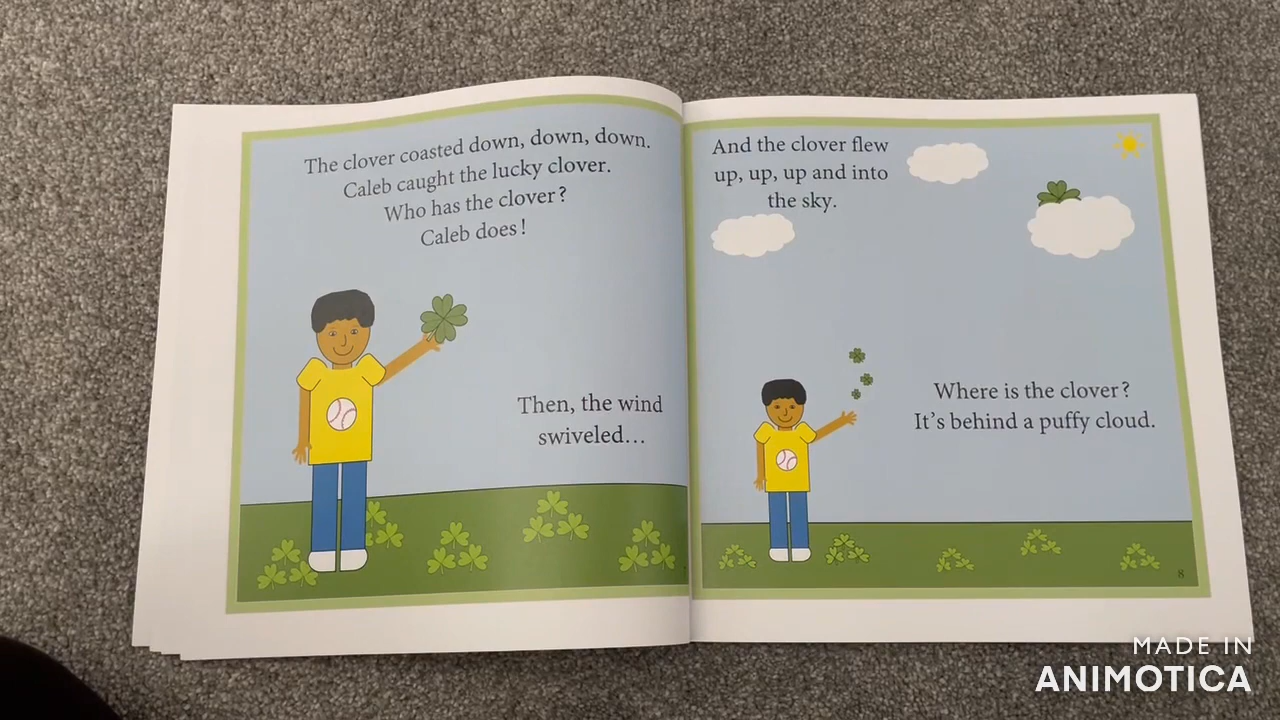 The clover coasted down, down, down.
Caleb caught the lucky clover.
Who has the clover?
Caleb does!
Then, the wind
swiveled...
And the clover flew
up, up, up and into
the sky.
Where is the clover?
It's behind a puffy cloud.
8
MADE IN
ANIMOTICA